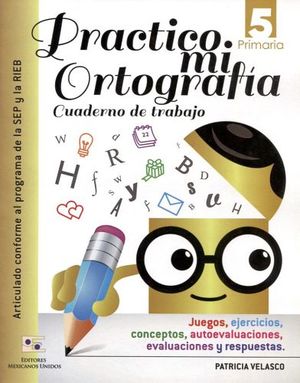 Practico
mi
Ortografía
5
Primaria
Cuaderno de trabajo
Articulado conforme al programa de la SEP y la RIEB
Juegos, ejercicios,
conceptos, autoevaluaciones,
evaluaciones y respuestas.
EDITORES
MEXICANOS UNIDOS
PATRICIA VELASCO